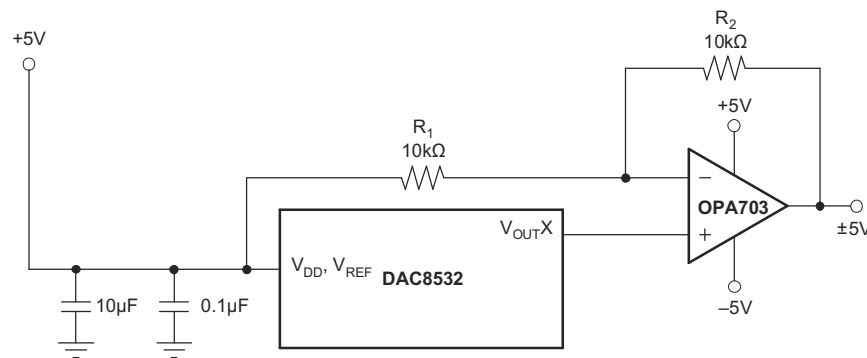 +5V
R2
10kΩ
R1
10kΩ
+5V
–
OPA703
+
±5V
–5V
VOUTX
VDD, VREF DAC8532
10µF
0.1µF